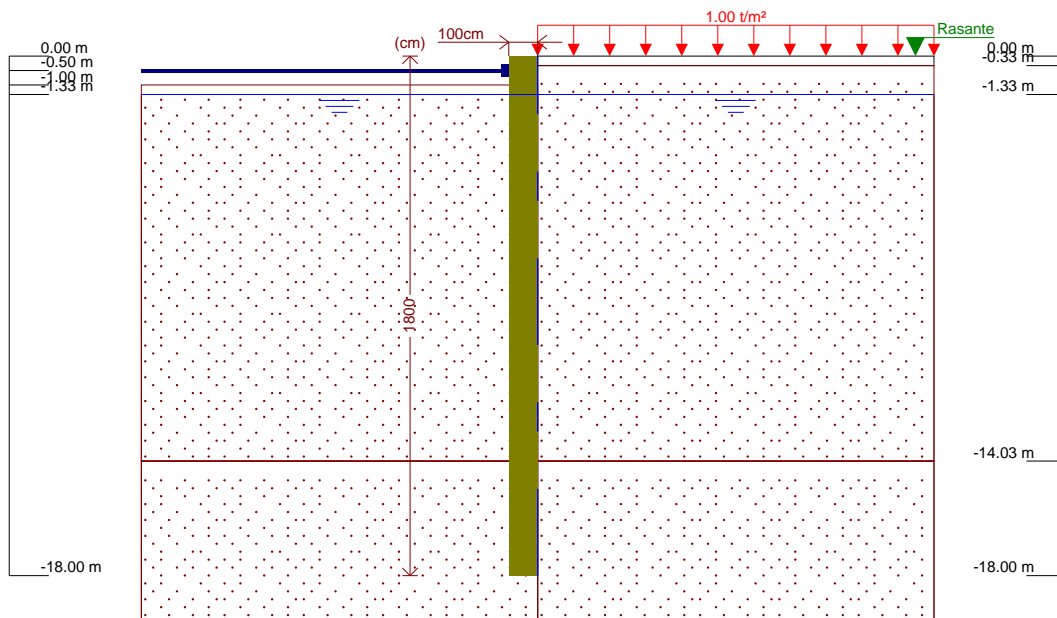 1.00 t/m²
Rasante
100cm
(cm)
0.00 m
-0.50 m
-1.00 m
-1.33 m
0.00 m
-0.33 m
-1.33 m
1800
-14.03 m
-18.00 m
-18.00 m